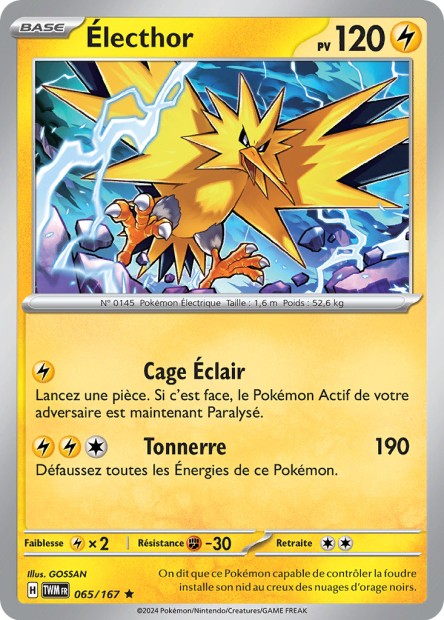 BASE Électhor PV 120
N° 0145 Pokémon Électrique Taille : 1,6 m Poids : 52,6 kg
Cage Éclair
Lancez une pièce. Si c'est face, le Pokémon Actif de votre
adversaire est maintenant Paralysé.
Tonnerre 190
Défaussez toutes les Énergies de ce Pokémon.
Faiblesse × 2 Résistance -30 Retraite
Illus. GOSSAN
H TWM FR 065/167 ★
On dit que ce Pokémon capable de contrôler la foudre
installe son nid au creux des nuages d'orage noirs.
©2024 Pokémon/Nintendo/Creatures/GAME FREAK